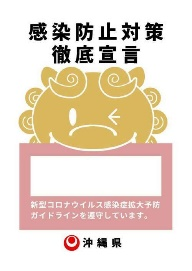 感染防止対策
徹底宣言
新型コロナウイルス感染症拡大予防
ガイドラインを遵守しています。
沖縄県